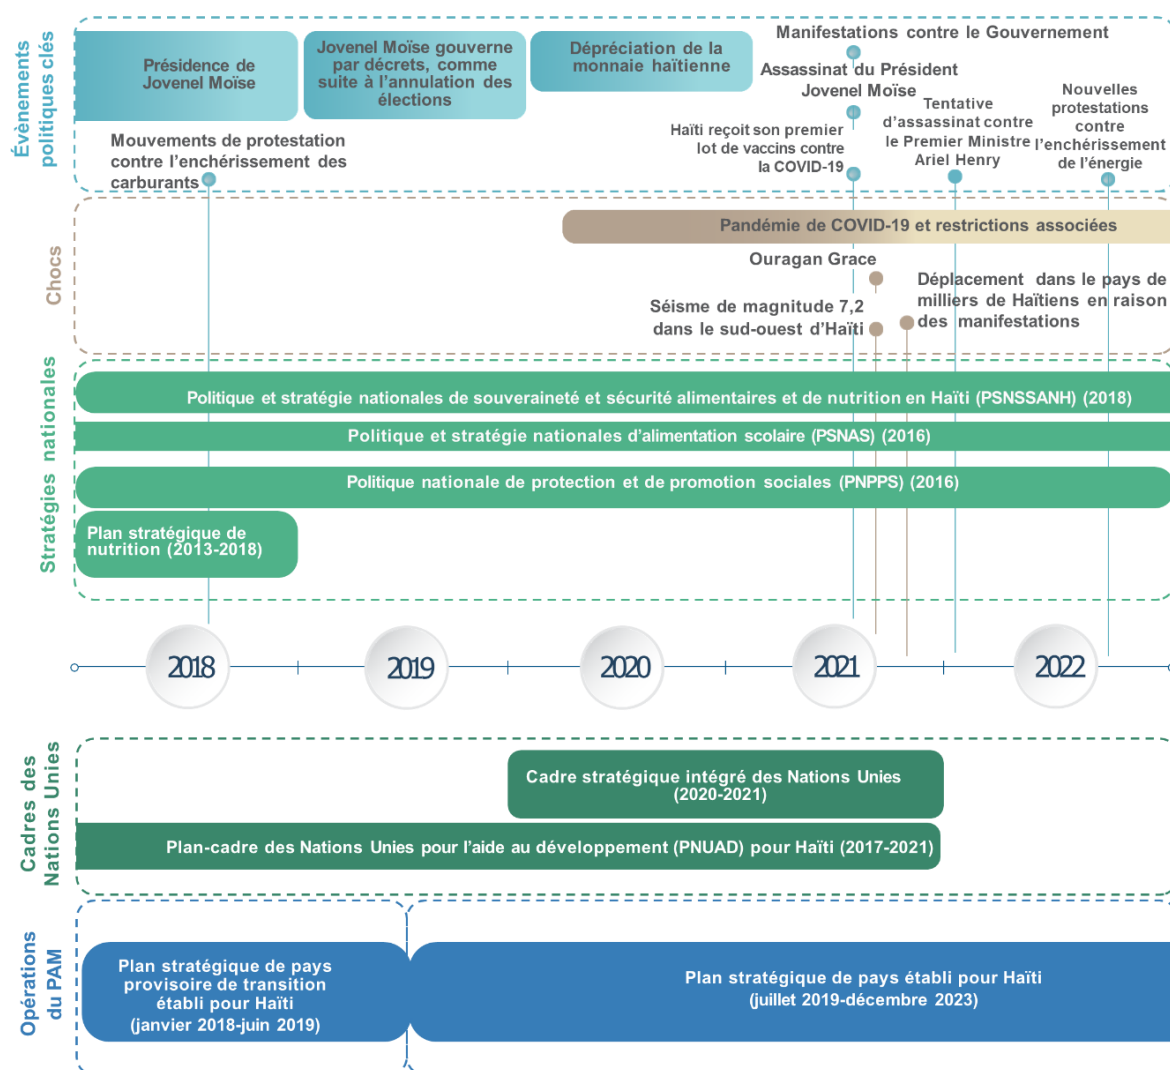 Évènements
politiques clés
Présidence de
Jovenel Moïse
Jovenel Moïse gouverne
par décrets, comme
suite à l'annulation des
élections
Dépréciation de la
monnaie haïtienne
Manifestations contre le Gouvernement
Assassinat du Président
Jovenel Moïse
Mouvements de protestation
contre l'enchérissement des
carburants
Haïti reçoit son premier
lot de vaccins contre
la COVID-19
Tentative
d'assassinat contre
le Premier Ministre
Ariel Henry
Nouvelles
protestations
contre
l'enchérissement
de l'énergie
Chocs
Pandémie de COVID-19 et restrictions associées
Ouragan Grace
Séisme de magnitude 7,2
dans le sud-ouest d'Haïti
Déplacement dans le pays de
milliers de Haïtiens en raison
des manifestations
Stratégies nationales
Politique et stratégie nationales de souveraineté et sécurité alimentaires et de nutrition en Haïti (PSNSSANH) (2018)
Politique et stratégie nationales d'alimentation scolaire (PSNAS) (2016)
Politique nationale de protection et de promotion sociales (PNPPS) (2016)
Plan stratégique de
nutrition (2013-2018)
2018
2019
2020
2021
2022
Cadres des
Nations Unies
Cadre stratégique intégré des Nations Unies
(2020-2021)
Plan-cadre des Nations Unies pour l'aide au développement (PNUAD) pour Haïti (2017-2021)
Opérations
du PAM
Plan stratégique de pays
provisoire de transition
établi pour Haïti
(janvier 2018-juin 2019)
Plan stratégique de pays établi pour Haïti
(juillet 2019-décembre 2023)